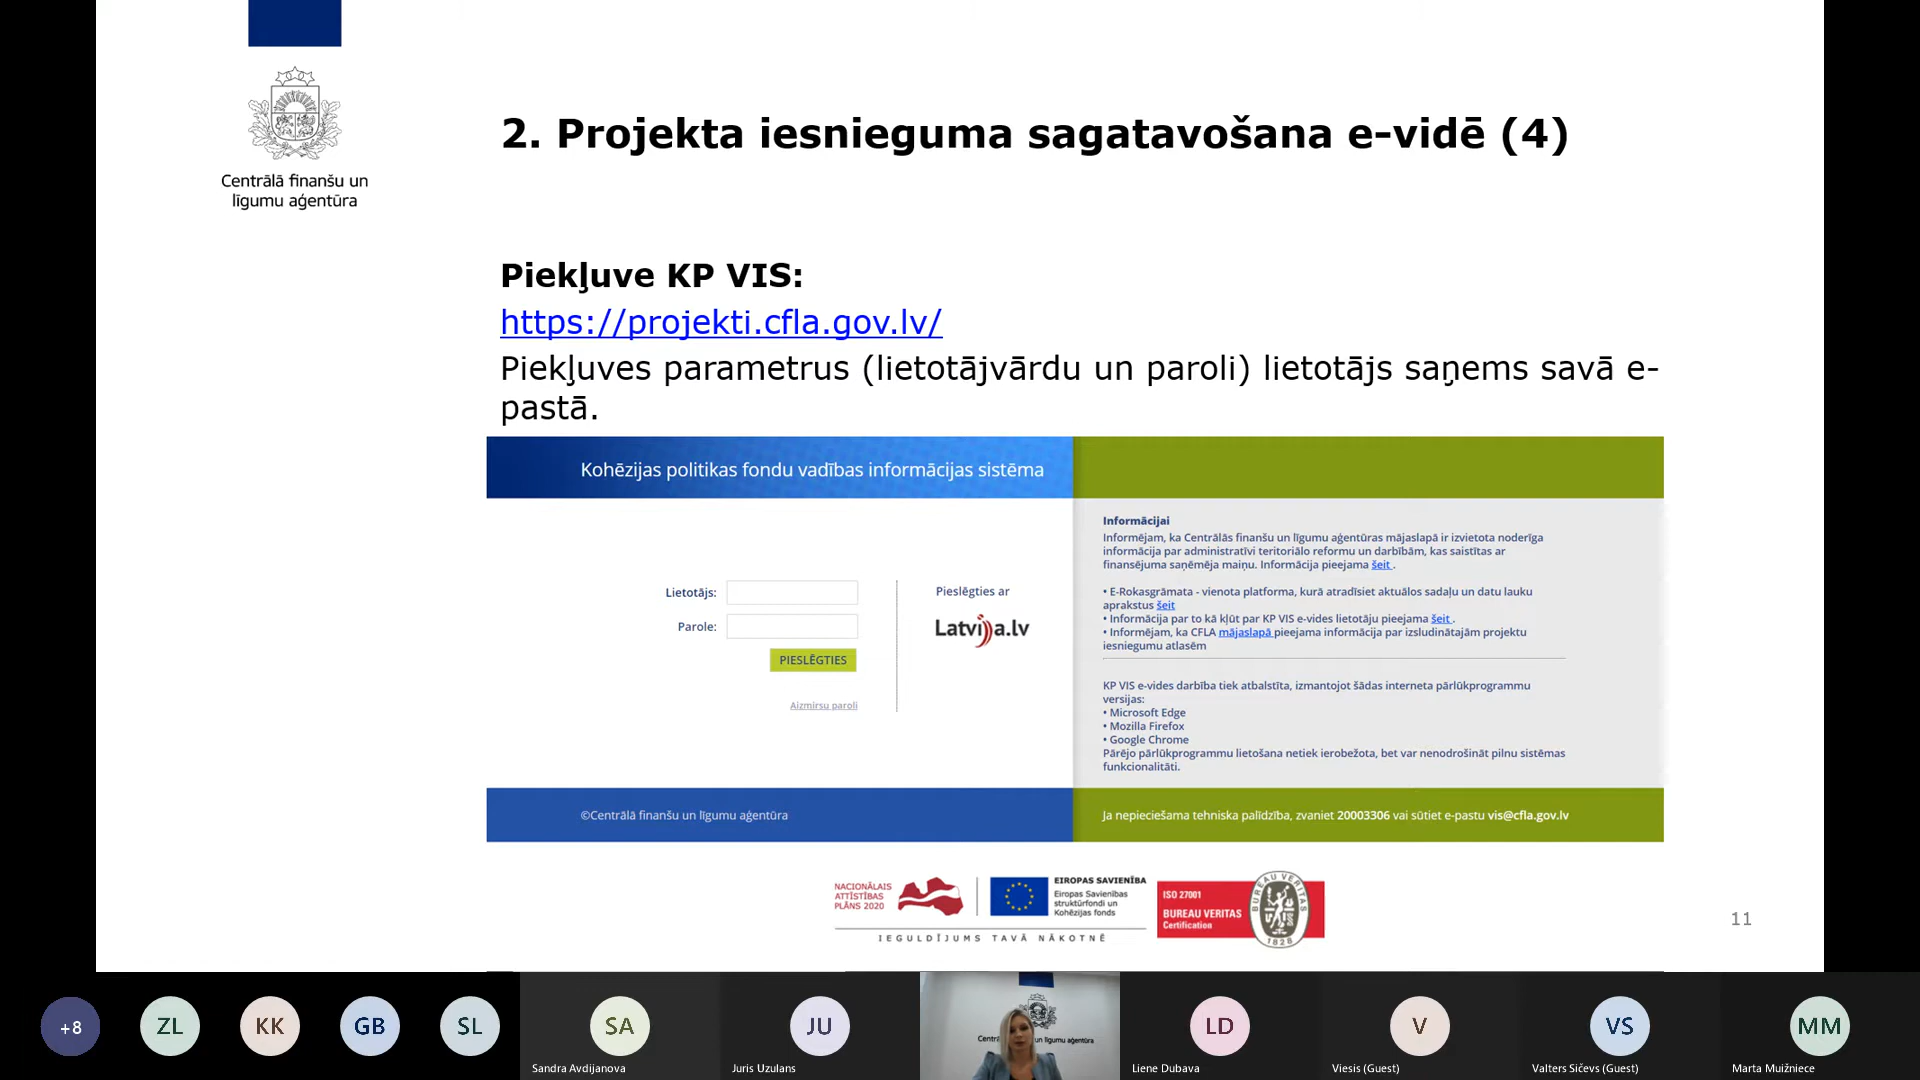 Centrālā finanšu un
līgumu aģentūra
2. Projekta iesnieguma sagatavošana e-vidē (4)
Piekļuve KP VIS:
https://projekti.cfla.gov.lv/
Piekļuves parametrus (lietotājvārdu un paroli) lietotājs saņems savā e-
pastā.
Kohēzijas politikas fondu vadības informācijas sistēma
Lietotājs:
Parole:
PIESLĒGTIES
Aizmirsu paroli
Pieslēgties ar
Latvija.lv
Informācijai
Informējam, ka Centrālās finanšu un līgumu aģentūras mājaslapā ir izvietota noderīga
informācija par administratīvi teritoriālo reformu un darbībām, kas saistītas ar
finansējuma saņēmēja maiņu. Informācija pieejama šeit .
• E-Rokasgrāmata - vienota platforma, kurā atradīsiet aktuālos sadaļu un datu lauku
aprakstus šeit
• Informācija par to kā kļūt par KP VIS e-vides lietotāju pieejama šeit .
• Informējam, ka CFLA mājaslapā pieejama informācija par izsludinātajām projektu
iesniegumu atlasēm
KP VIS e-vides darbība tiek atbalstīta, izmantojot šādas interneta pārlūkprogrammu
versijas:
• Microsoft Edge
• Mozilla Firefox
• Google Chrome
Pārējo pārlūkprogrammu lietošana netiek ierobežota, bet var nenodrošināt pilnu sistēmas
funkcionalitāti.
©Centrālā finanšu un līgumu aģentūra
Ja nepieciešama tehniska palīdzība, zvaniet 20003306 vai sūtiet e-pastu vis@cfla.gov.lv
NACIONĀLAIS
ATTĪSTĪBAS
PLĀNS 2020
EIROPAS SAVIENĪBA
Eiropas Savienības
struktūrfondi un
Kohēzijas fonds
IEGULDĪJUMS TAVĀ NĀKOTNĒ
ISO 27001
BUREAU VERITAS
Certification
BUREAU VERITAS
1828
11
+8
ZL
KK
GB
SL
SA
Sandra Avdijanova
JU
Juris Uzulans
Centr
un līgumu aģentūra
LD
Liene Dubava
V
Viesis (Guest)
VS
Valters Sičevs (Guest)
MM
Marta Muižniece